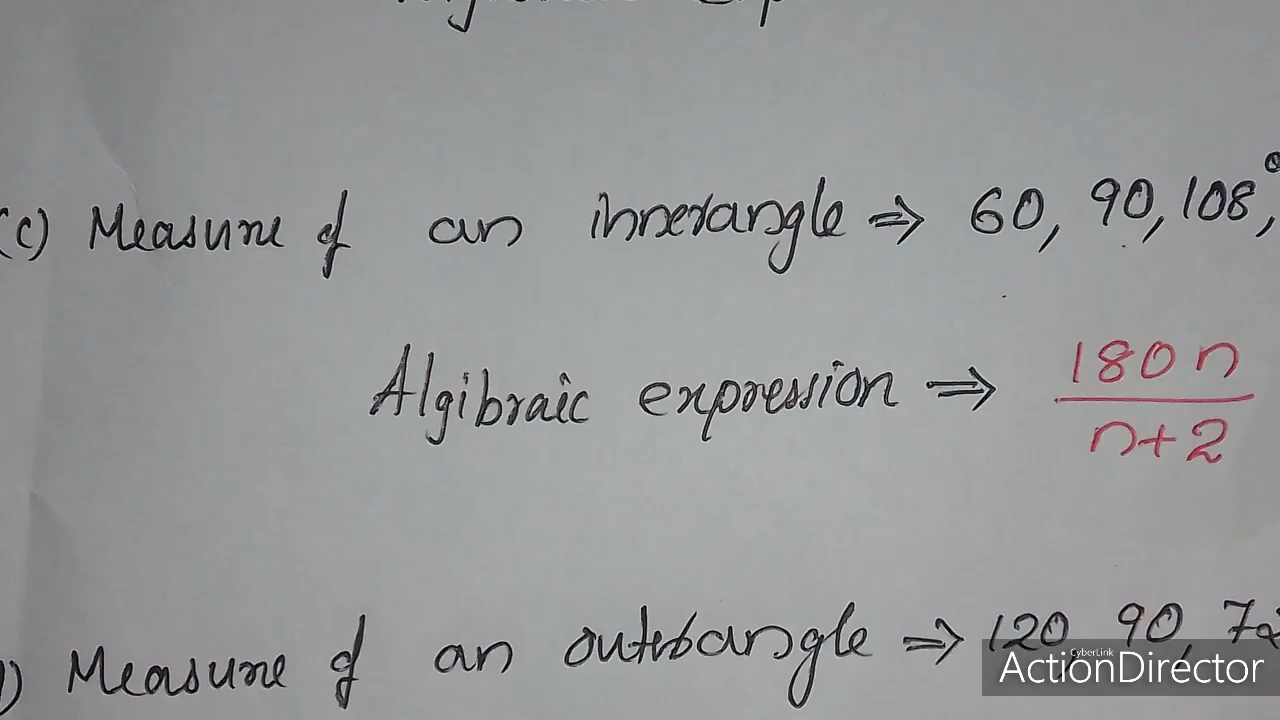 (c) Measure of an innerangle ⇒ 60, 90, 108°,
Algibraic expression ⇒ 180n
n+2
) Measure of an outerangle ⇒ 120, 90, 72
CyberLink
ActionDirector